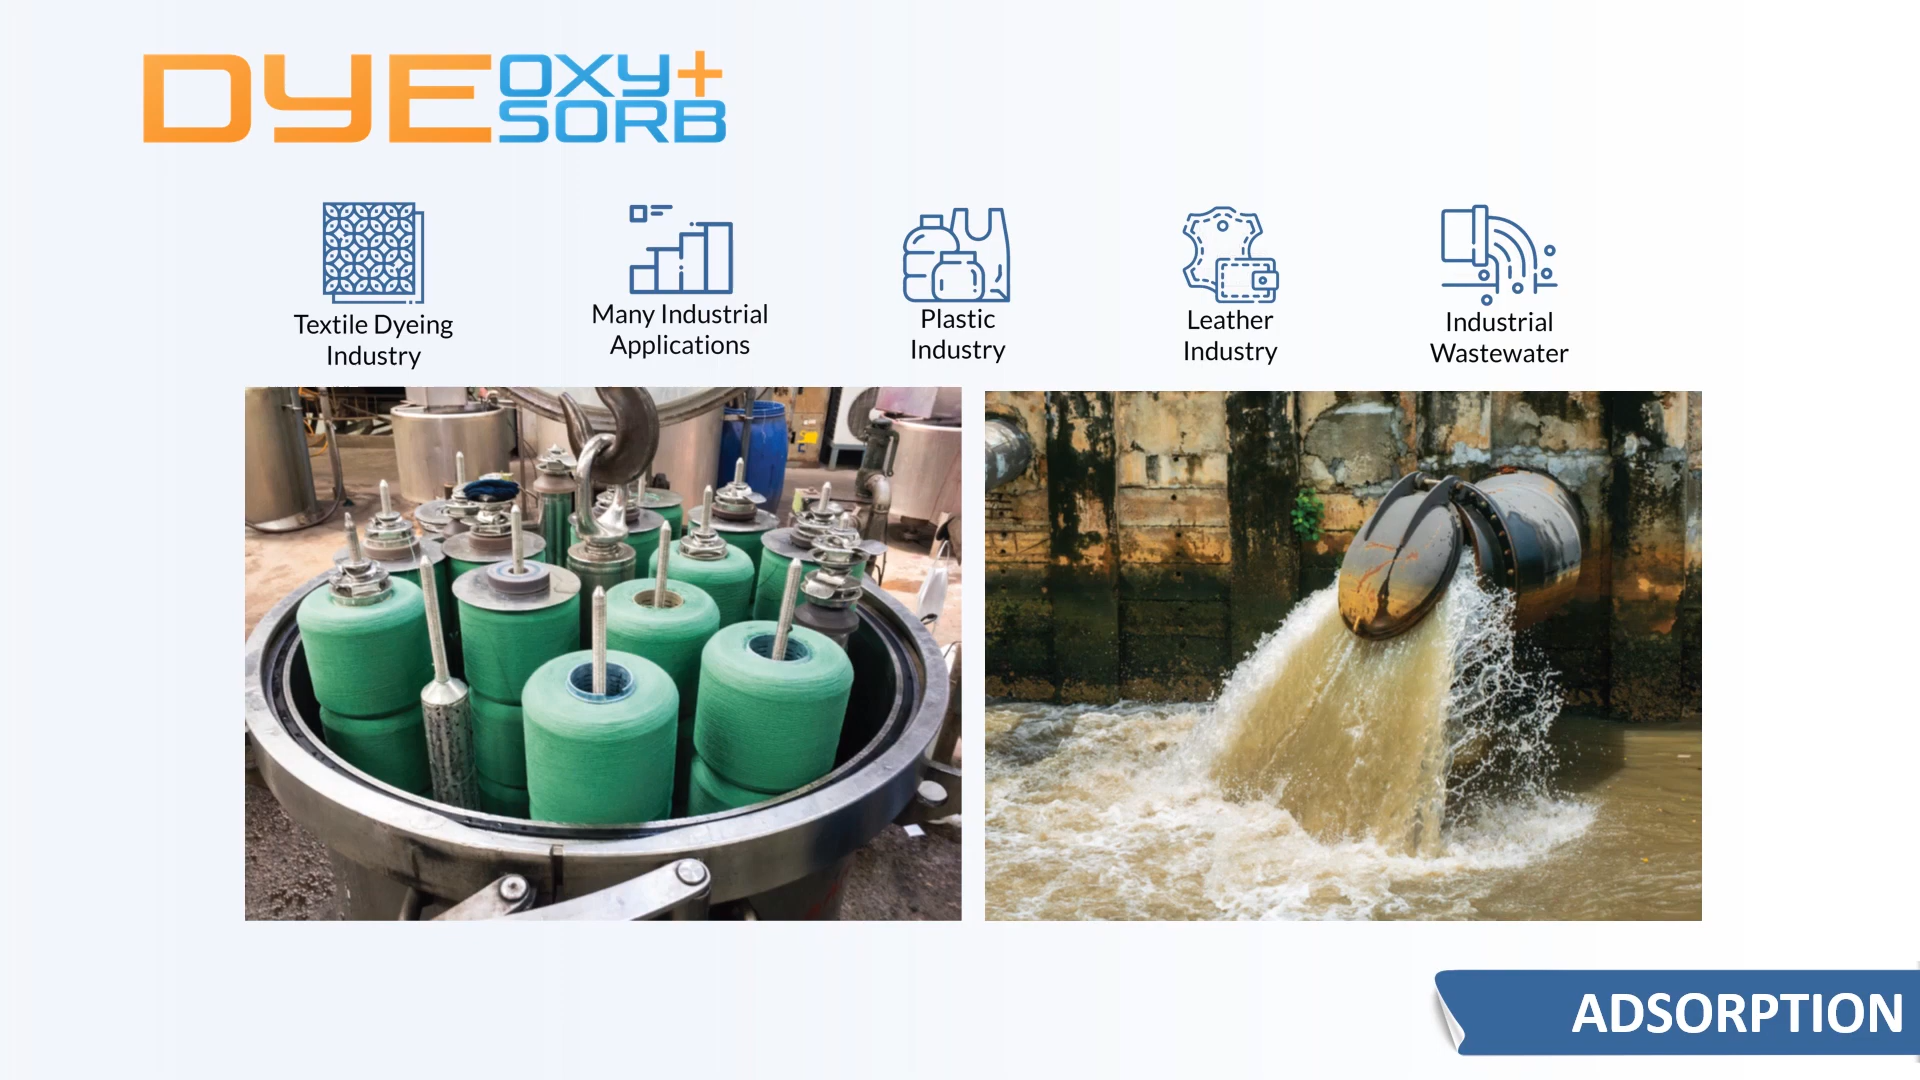 DYE OXY+
SORB
Textile Dyeing
Industry
Many Industrial
Applications
Plastic
Industry
Leather
Industry
Industrial
Wastewater
ADSORPTION